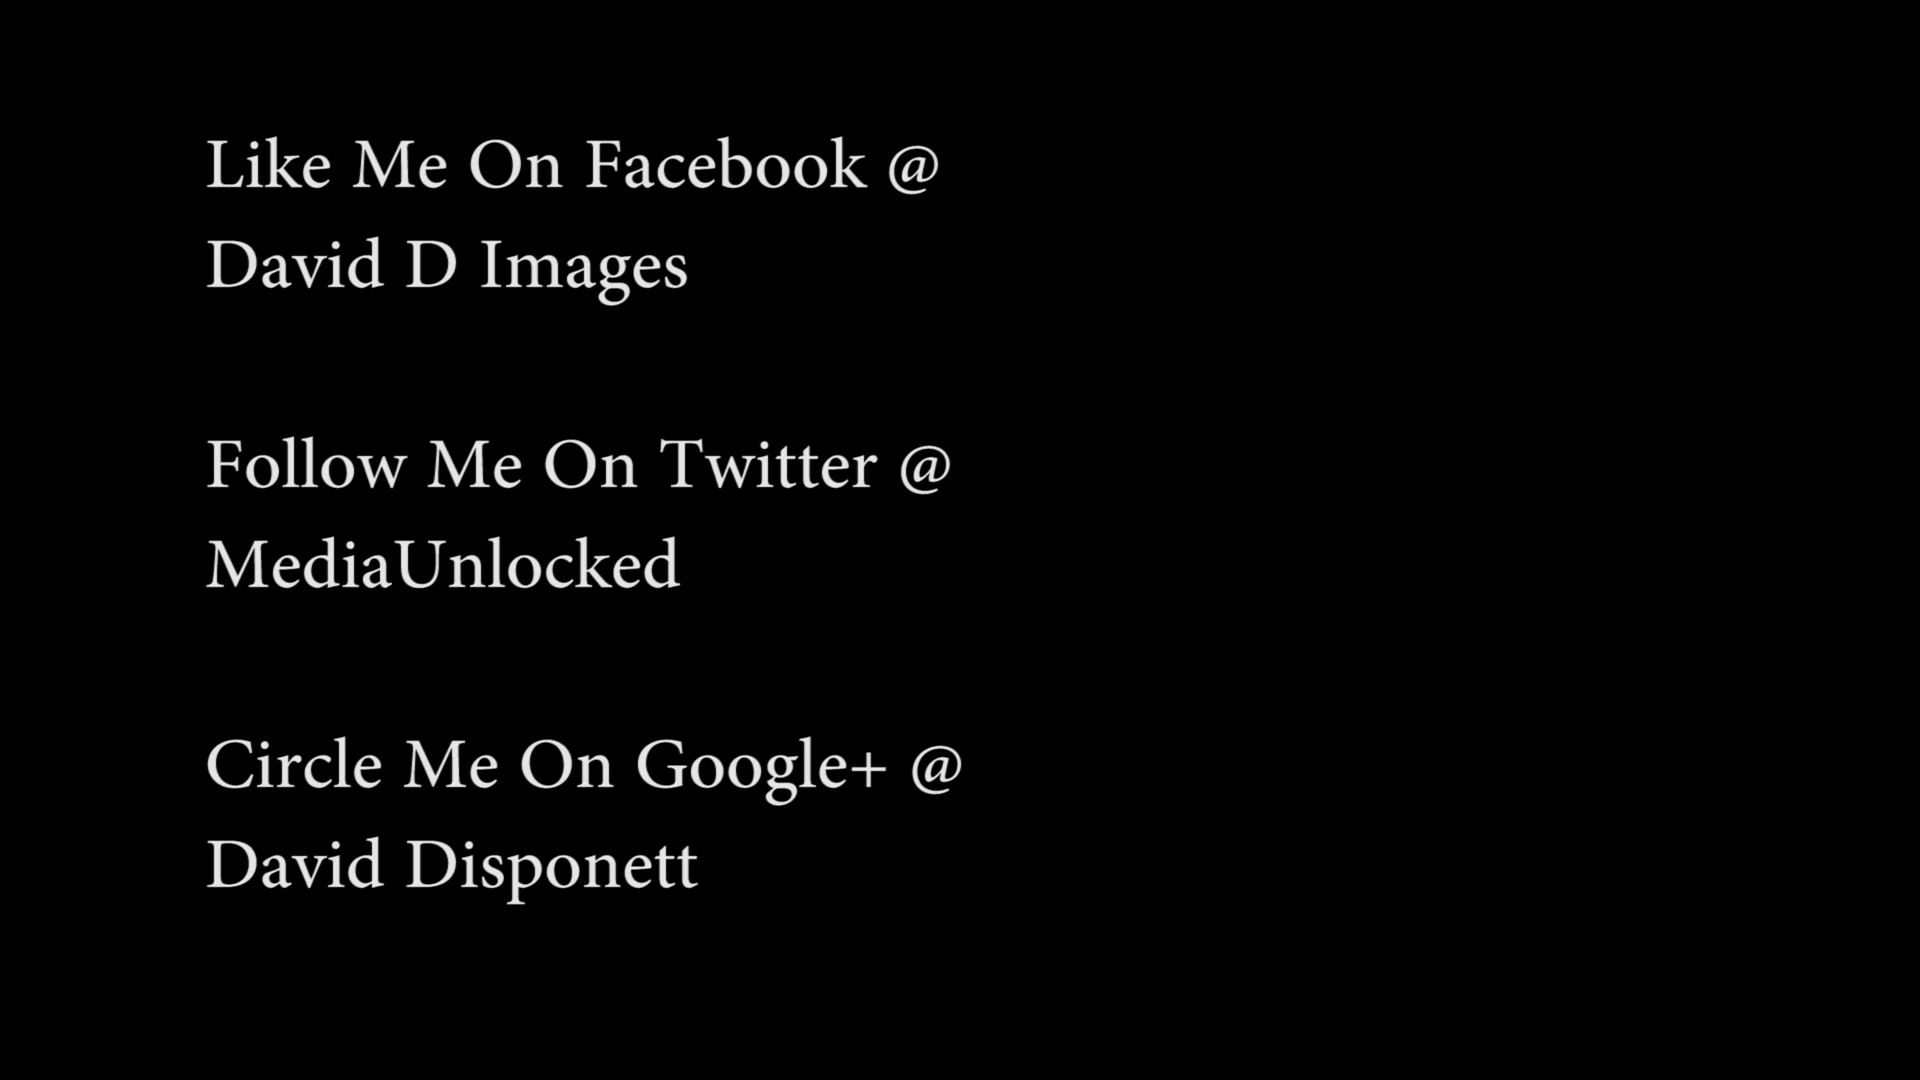 Like Me On Facebook @
David D Images
Follow Me On Twitter @
MediaUnlocked
Circle Me On Google+ @
David Disponett